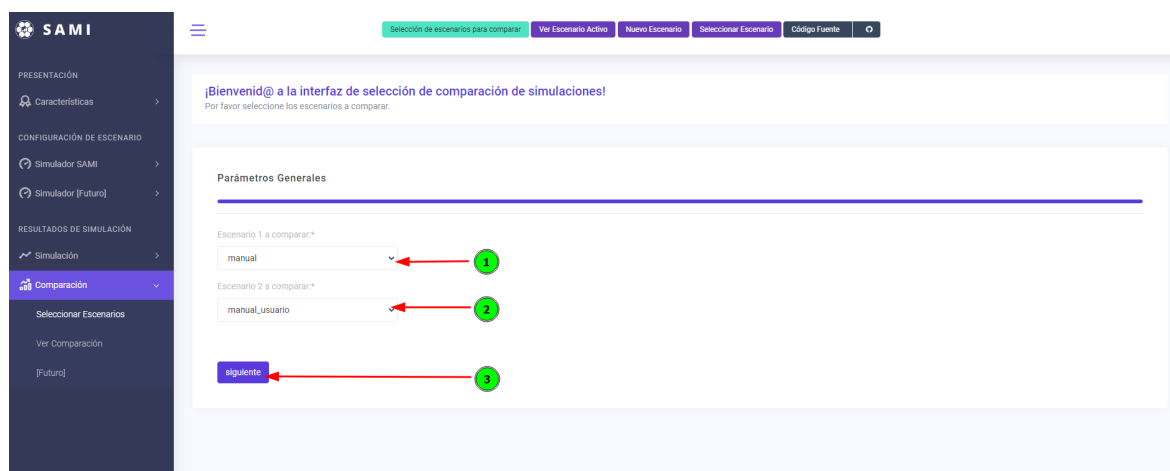 SAMI
Selección de escenarios para comparar
Ver Escenario Activo
Nuevo Escenario
Seleccionar Escenario
Código Fuente
PRESENTACIÓN
Características
CONFIGURACIÓN DE ESCENARIO
Simulador SAMI
Simulador [Futuro]
RESULTADOS DE SIMULACIÓN
Simulación
Comparación
Seleccionar Escenarios
Ver Comparación
[Futuro]
¡Bienvenid@ a la interfaz de selección de comparación de simulaciones!
Por favor seleccione los escenarios a comparar.
Parámetros Generales
Escenario 1 a comparar:*
manual
1
Escenario 2 a comparar:*
manual_usuario
2
siguiente
3